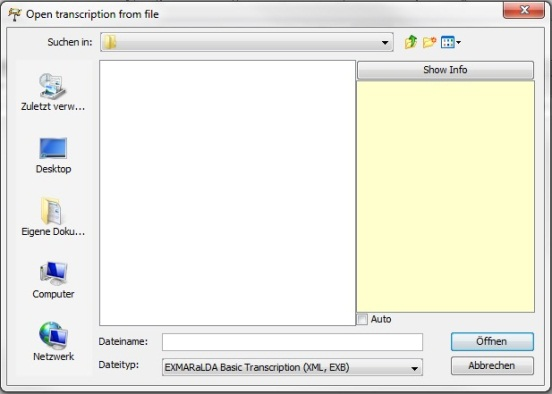 Open transcription from file
Suchen in:
Show Info
Zuletzt verw...
Desktop
Eigene Doku...
Computer
Netzwerk
Auto
Dateiname:
Öffnen
Dateityp:
EXMARaLDA Basic Transcription (XML, EXB)
Abbrechen